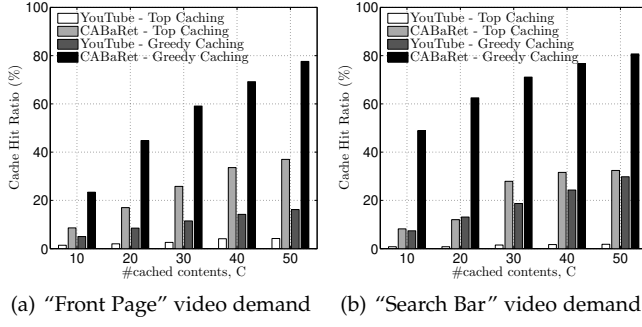 100
80
60
40
20
0
Cache Hit Ratio (%)
YouTube - Top Caching
CABaRet - Top Caching
YouTube - Greedy Caching
CABaRet - Greedy Caching
10 20 30 40 50
#cached contents, C
(a) “Front Page” video demand
100
80
60
40
20
0
Cache Hit Ratio (%)
YouTube - Top Caching
CABaRet - Top Caching
YouTube - Greedy Caching
CABaRet - Greedy Caching
10 20 30 40 50
#cached contents, C
(b) “Search Bar” video demand